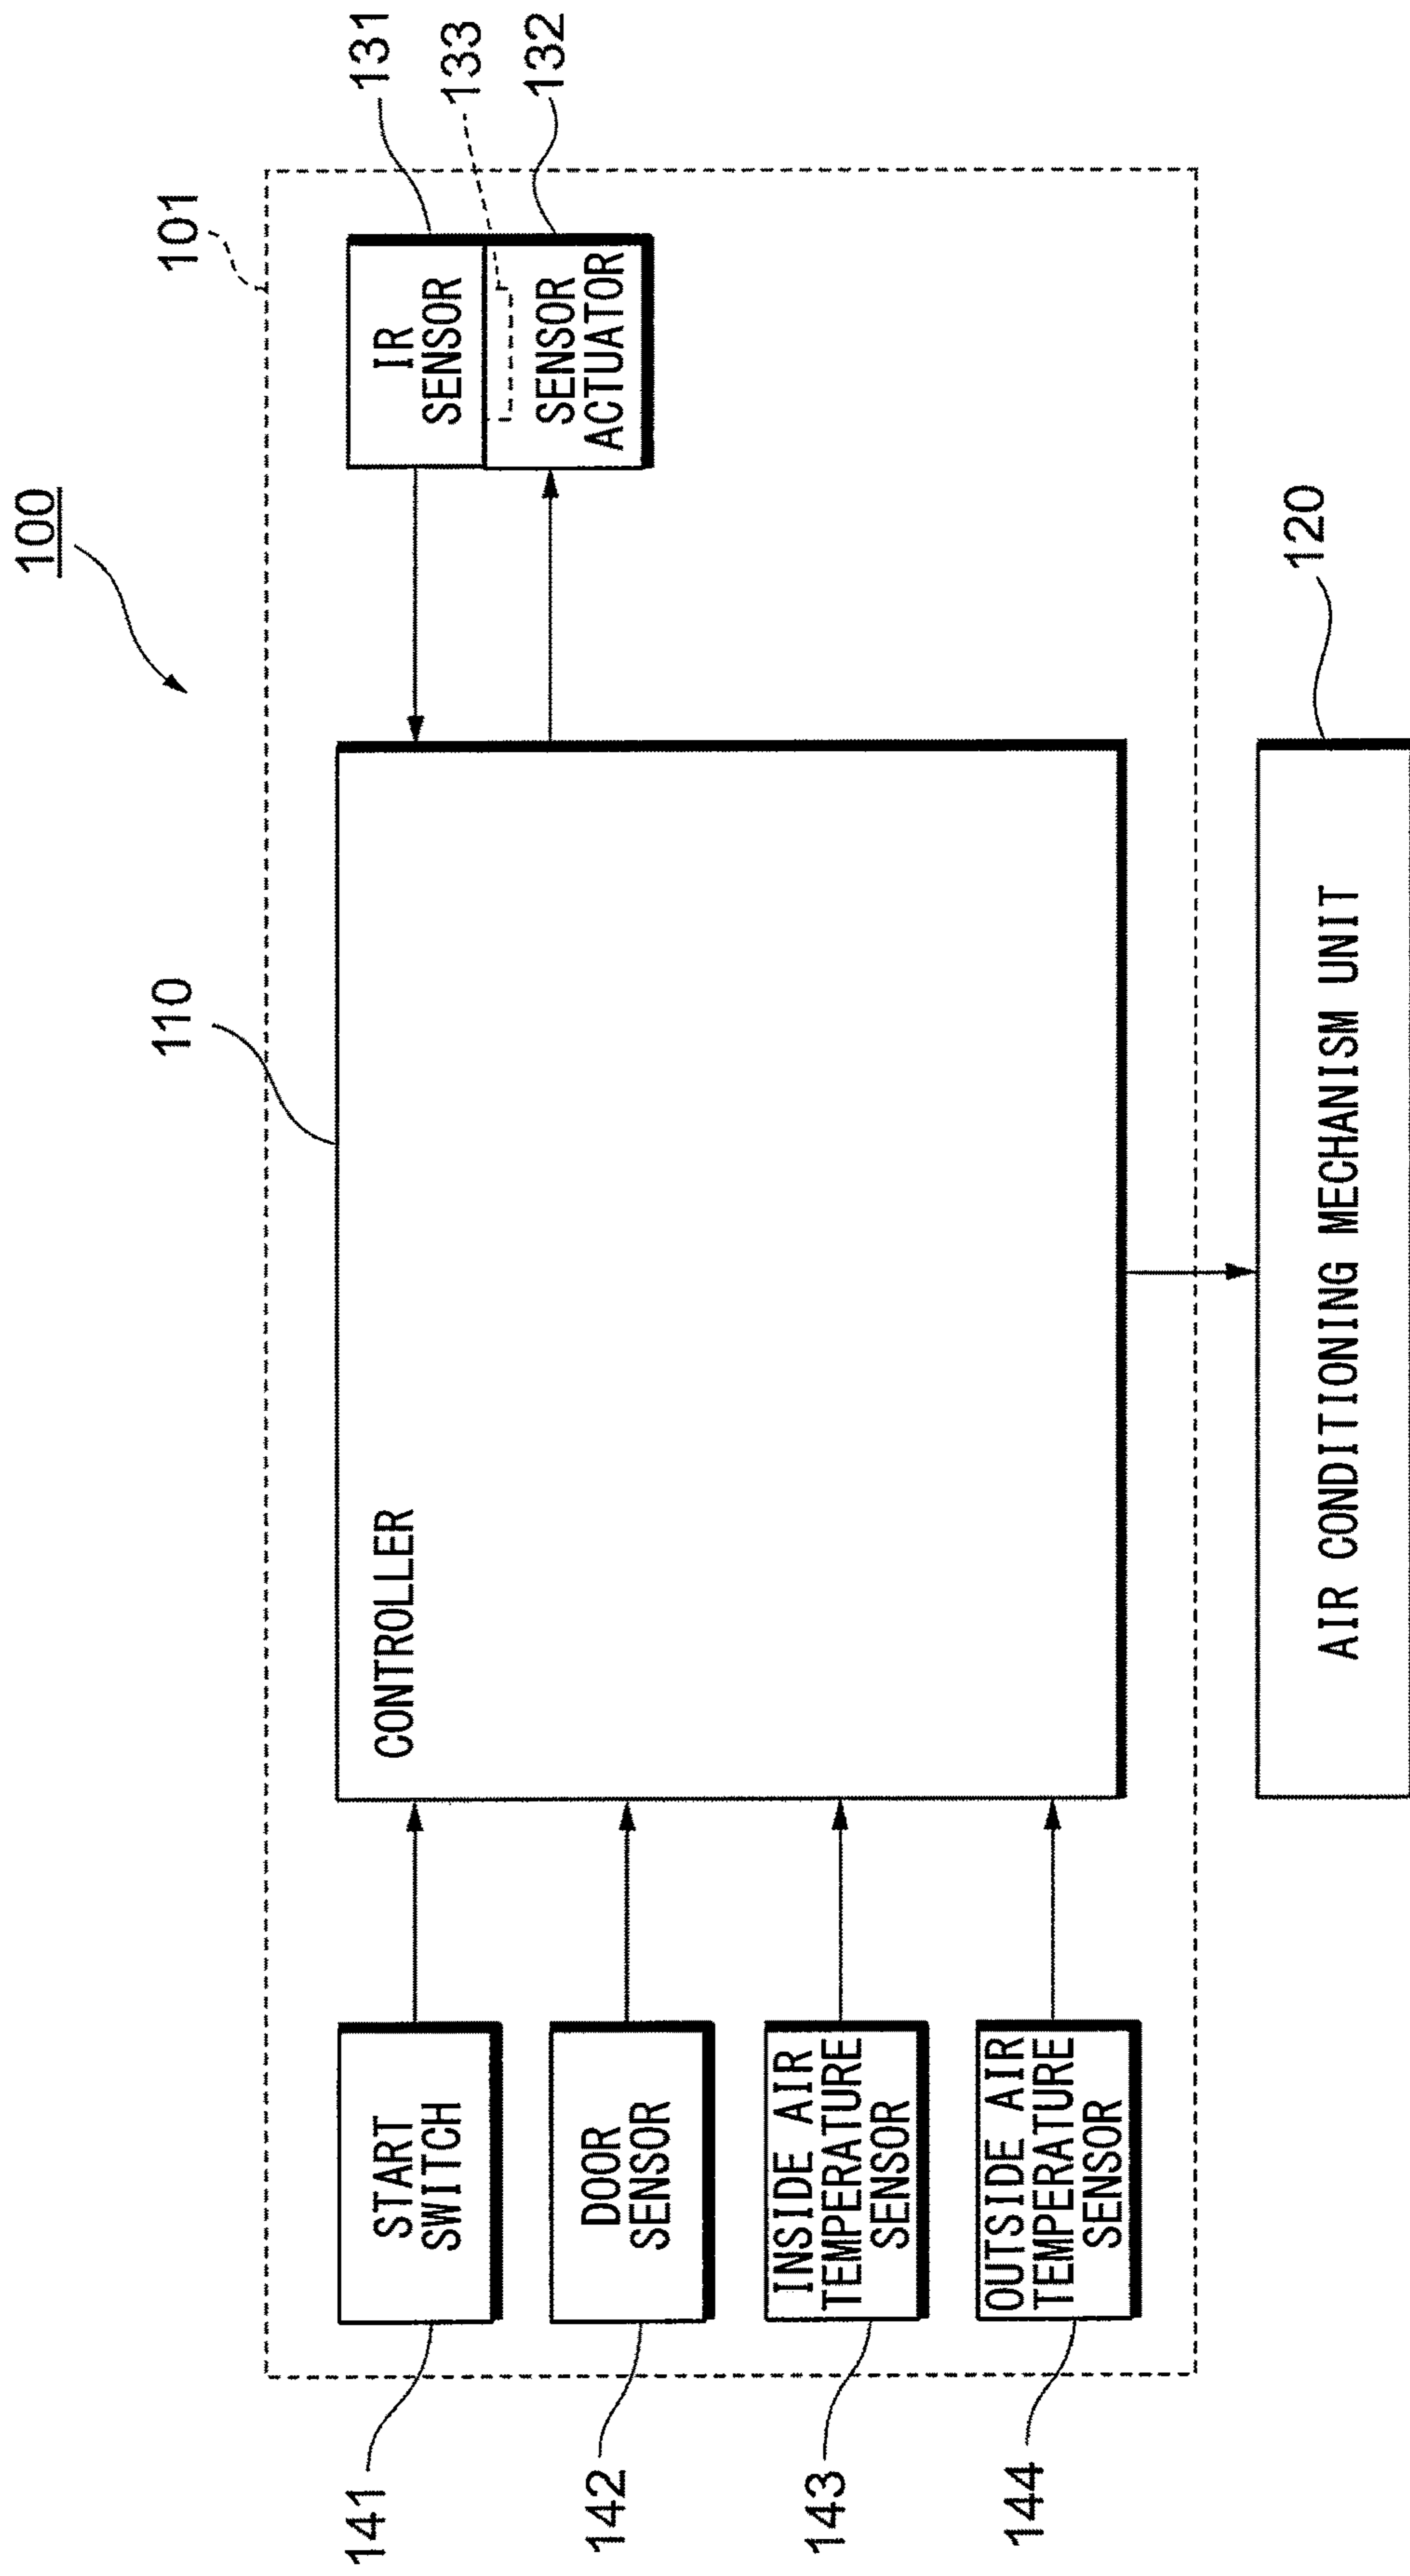 100
101
110
131
133
132
START
SWITCH
DOOR
SENSOR
INSIDE AIR
TEMPERATURE
SENSOR
OUTSIDE AIR
TEMPERATURE
SENSOR
CONTROLLER
IR
SENSOR
SENSOR
ACTUATOR
141
142
143
144
120
AIR CONDITIONING MECHANISM UNIT